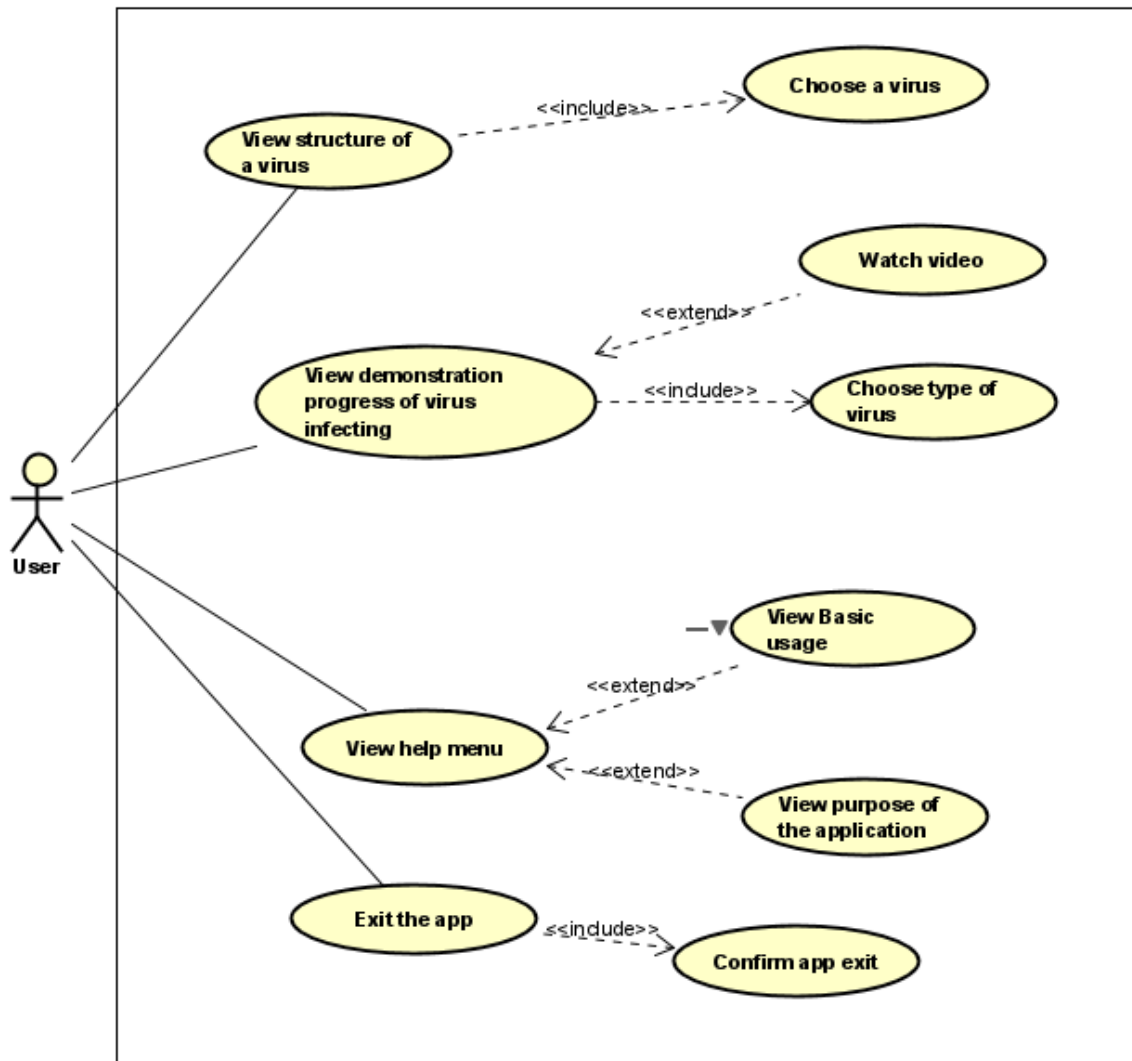 Choose a virus
<<include>>
View structure of
a virus
Watch video
<<extend>>
View demonstration
progress of virus
infecting
<<include>>
Choose type of
virus
User
View Basic
usage
<<extend>>
View help menu
<<extend>>
View purpose of
the application
Exit the app
<<include>>
Confirm app exit